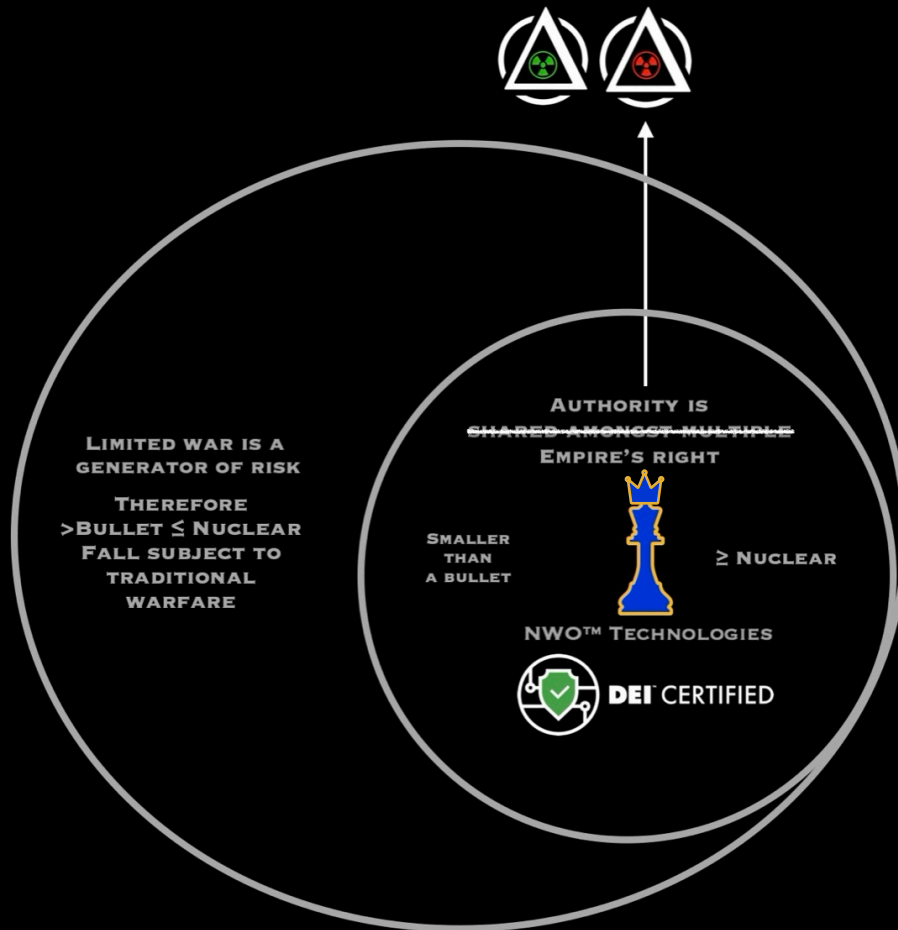 LIMITED WAR IS A
GENERATOR OF RISK
THEREFORE
>BULLET ≤ NUCLEAR
FALL SUBJECT TO
TRADITIONAL
WARFARE
AUTHORITY IS
SHARED AMONGST MULTIPLE
EMPIRE'S RIGHT
SMALLER
THAN
A BULLET
≥ NUCLEAR
NWO™ TECHNOLOGIES
DEI™ CERTIFIED